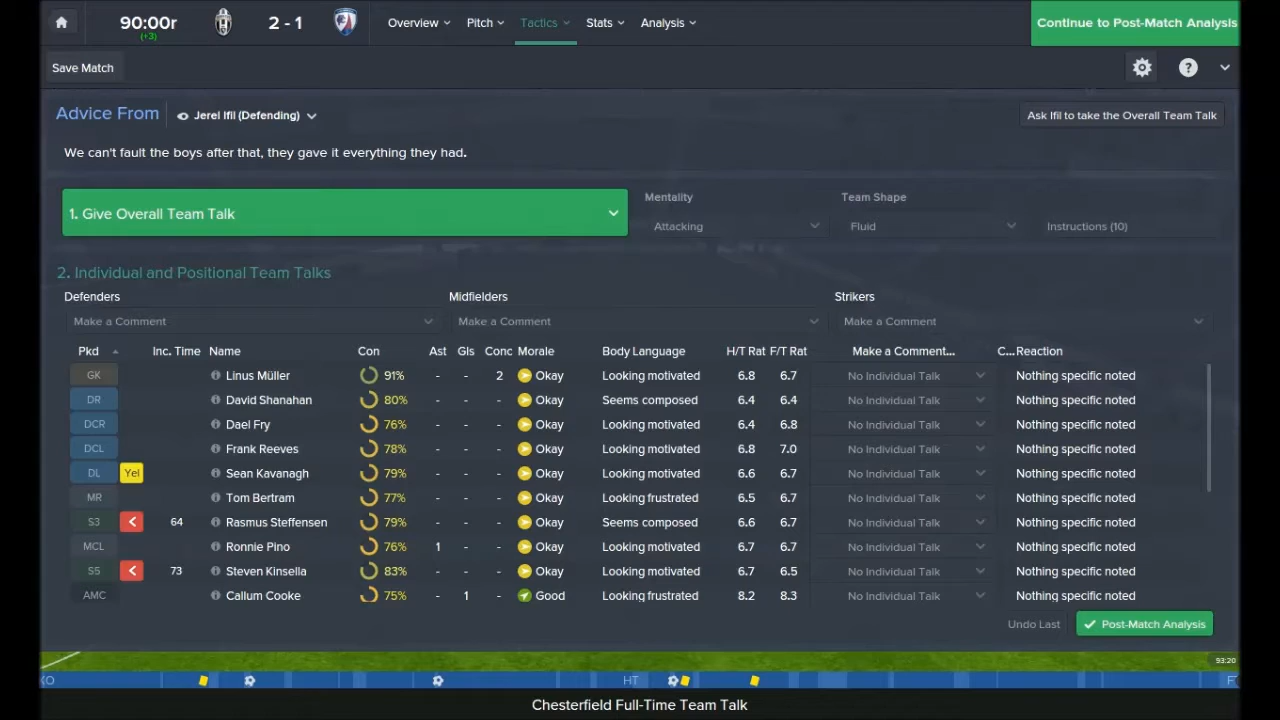 90:00r 2 - 1 Overview Pitch Tactics Stats Analysis Continue to Post-Match Analysis
(+3)
Save Match ?
Advice From Jerel Ifil (Defending) Ask Ifil to take the Overall Team Talk
We can't fault the boys after that, they gave it everything they had.
Mentality Team Shape
1. Give Overall Team Talk
Attacking Fluid Instructions (10)
2. Individual and Positional Team Talks
Defenders Midfielders Strikers
Make a Comment Make a Comment Make a Comment
Pkd Inc. Time Name Con Ast Gls Conc Morale Body Language H/T Rat F/T Rat Make a Comment... C... Reaction
GK Linus Müller 91% - - 2 Okay Looking motivated 6.8 6.7 No Individual Talk Nothing specific noted
DR David Shanahan 80% - - - Okay Seems composed 6.4 6.4 No Individual Talk Nothing specific noted
DCR Dael Fry 76% - - - Okay Looking motivated 6.4 6.8 No Individual Talk Nothing specific noted
DCL Frank Reeves 78% - - - Okay Looking motivated 6.8 7.0 No Individual Talk Nothing specific noted
DL Yel Sean Kavanagh 79% - - - Okay Looking motivated 6.6 6.7 No Individual Talk Nothing specific noted
MR Tom Bertram 77% - - - Okay Looking frustrated 6.5 6.7 No Individual Talk Nothing specific noted
S3 64 Rasmus Steffensen 79% - - - Okay Seems composed 6.6 6.7 No Individual Talk Nothing specific noted
MCL Ronnie Pino 76% 1 - - Okay Looking motivated 6.7 6.7 No Individual Talk Nothing specific noted
S5 73 Steven Kinsella 83% - - - Okay Looking motivated 6.7 6.5 No Individual Talk Nothing specific noted
AMC Callum Cooke 75% - 1 - Good Looking frustrated 8.2 8.3 No Individual Talk Nothing specific noted
Undo Last Post-Match Analysis
93:20
HT
Chesterfield Full-Time Team Talk